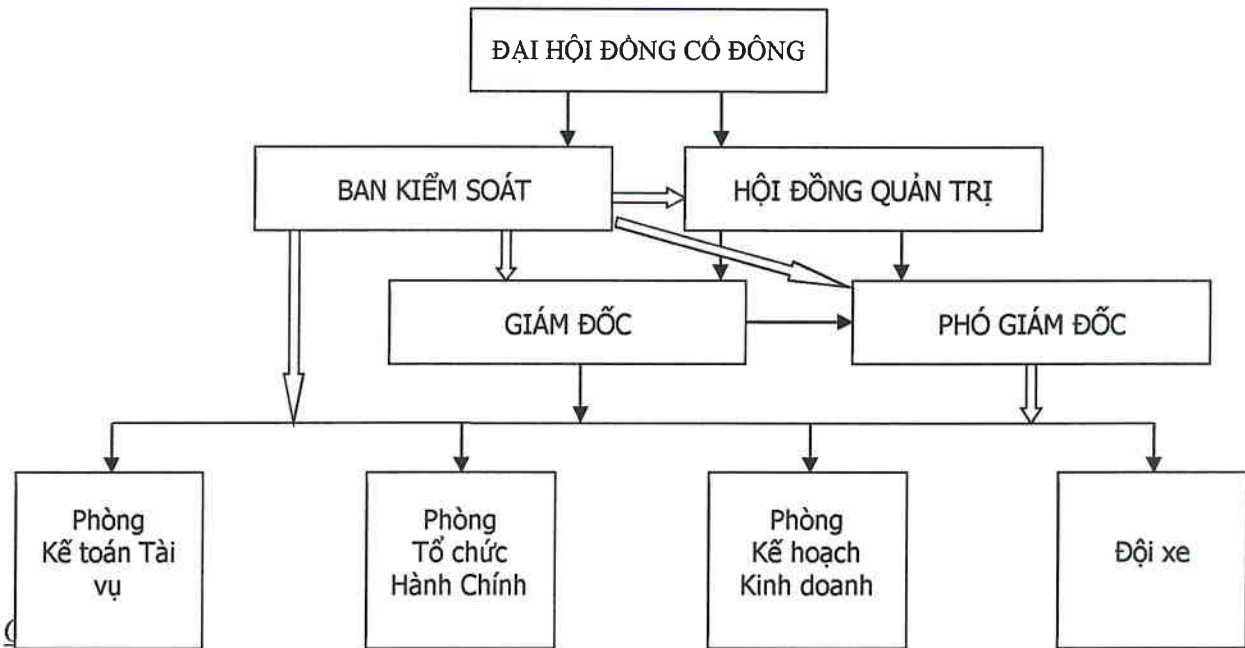 ĐẠI HỘI ĐỒNG CỔ ĐÔNG
BAN KIỂM SOÁT
HỘI ĐỒNG QUẢN TRỊ
GIÁM ĐỐC
PHÓ GIÁM ĐỐC
Phòng
Kế toán Tài
vụ
Phòng
Tổ chức
Hành Chính
Phòng
Kế hoạch
Kinh doanh
Đội xe